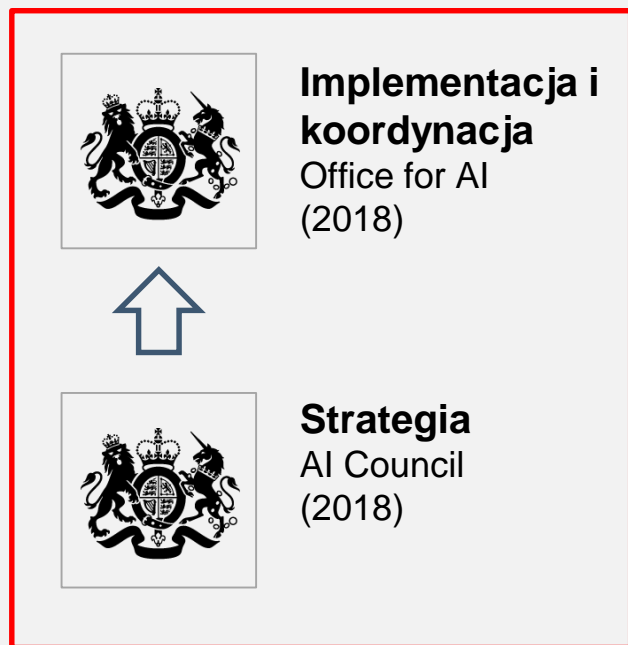 Implementacja i
koordynacja
Office for AI
(2018)
Strategia
AI Council
(2018)